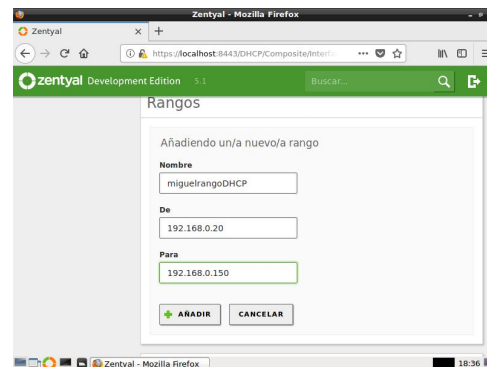 Zentyal - Mozilla Firefox
Zentyal
https://localhost:8443/DHCP/Composite/Interfa
zentyal Development Edition 5.1
Buscar...
Rangos
Añadiendo un/a nuevo/a rango
Nombre
miguelrangoDHCP
De
192.168.0.20
Para
192.168.0.150
AÑADIR
CANCELAR
Zentyal - Mozilla Firefox
18:36